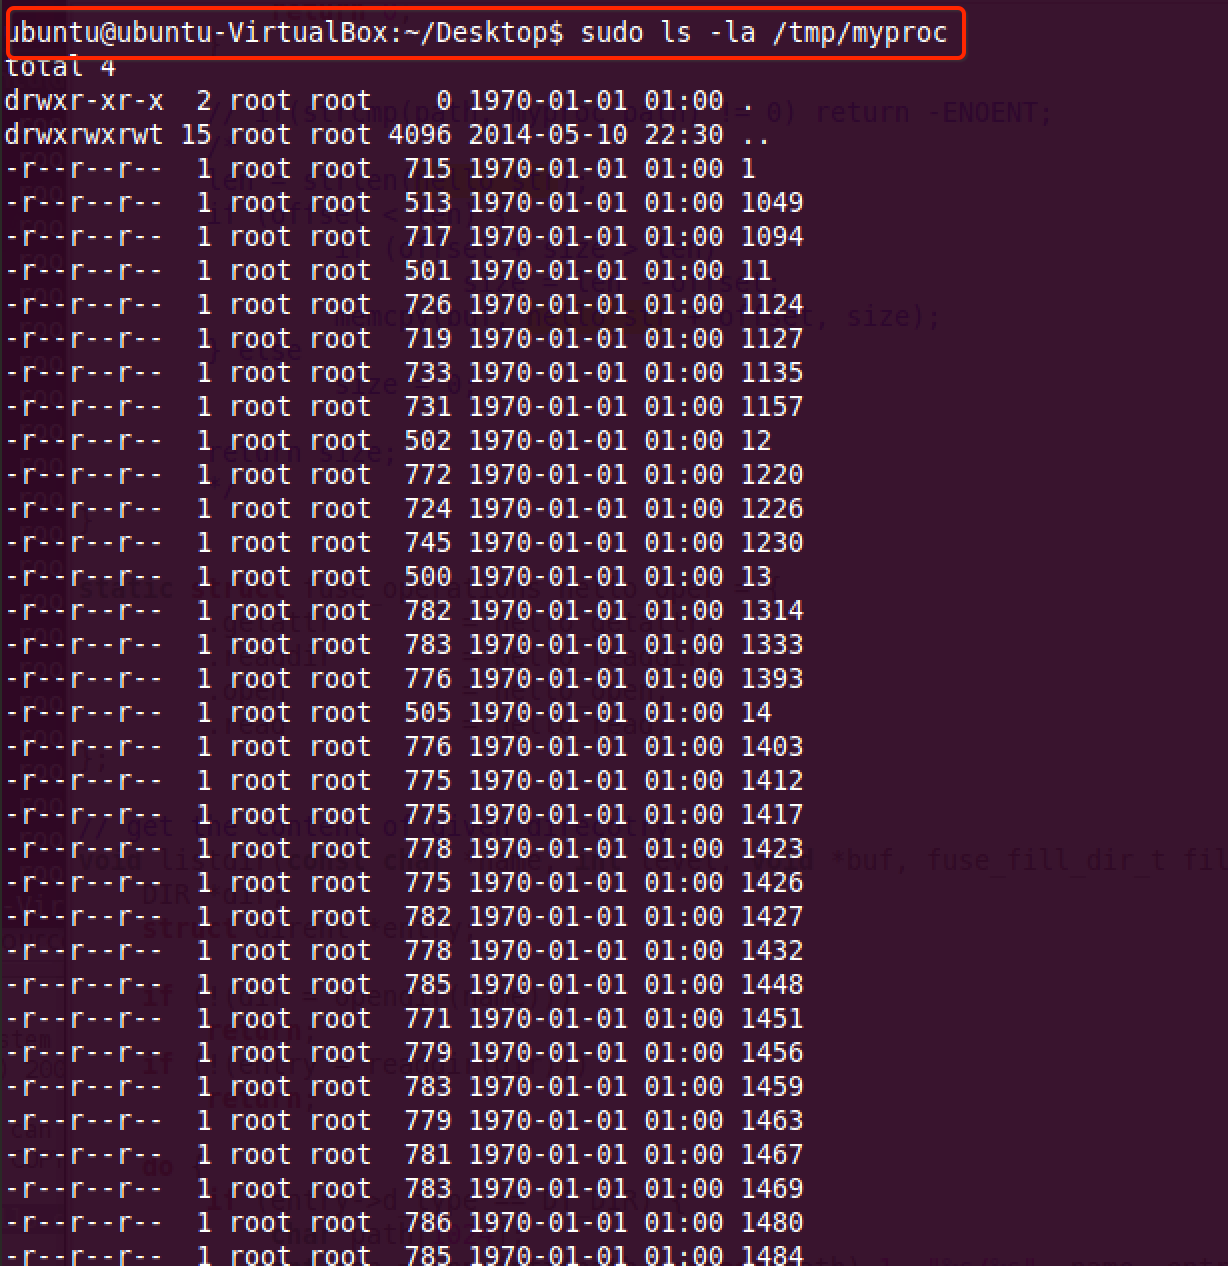 ubuntu@ubuntu-VirtualBox:~/Desktop$ sudo ls -la /tmp/myproc
total 4
drwxr-xr-x  2 root root    0 1970-01-01 01:00 .
drwxrwxrwt 15 root root 4096 2014-05-10 22:30 ..
-r--r--r--  1 root root  715 1970-01-01 01:00 1
-r--r--r--  1 root root  513 1970-01-01 01:00 1049
-r--r--r--  1 root root  717 1970-01-01 01:00 1094
-r--r--r--  1 root root  501 1970-01-01 01:00 11
-r--r--r--  1 root root  726 1970-01-01 01:00 1124
-r--r--r--  1 root root  719 1970-01-01 01:00 1127
-r--r--r--  1 root root  733 1970-01-01 01:00 1135
-r--r--r--  1 root root  731 1970-01-01 01:00 1157
-r--r--r--  1 root root  502 1970-01-01 01:00 12
-r--r--r--  1 root root  772 1970-01-01 01:00 1220
-r--r--r--  1 root root  724 1970-01-01 01:00 1226
-r--r--r--  1 root root  745 1970-01-01 01:00 1230
-r--r--r--  1 root root  500 1970-01-01 01:00 13
-r--r--r--  1 root root  782 1970-01-01 01:00 1314
-r--r--r--  1 root root  783 1970-01-01 01:00 1333
-r--r--r--  1 root root  776 1970-01-01 01:00 1393
-r--r--r--  1 root root  505 1970-01-01 01:00 14
-r--r--r--  1 root root  776 1970-01-01 01:00 1403
-r--r--r--  1 root root  775 1970-01-01 01:00 1412
-r--r--r--  1 root root  775 1970-01-01 01:00 1417
-r--r--r--  1 root root  778 1970-01-01 01:00 1423
-r--r--r--  1 root root  775 1970-01-01 01:00 1426
-r--r--r--  1 root root  782 1970-01-01 01:00 1427
-r--r--r--  1 root root  778 1970-01-01 01:00 1432
-r--r--r--  1 root root  785 1970-01-01 01:00 1448
-r--r--r--  1 root root  771 1970-01-01 01:00 1451
-r--r--r--  1 root root  779 1970-01-01 01:00 1456
-r--r--r--  1 root root  783 1970-01-01 01:00 1459
-r--r--r--  1 root root  779 1970-01-01 01:00 1463
-r--r--r--  1 root root  781 1970-01-01 01:00 1467
-r--r--r--  1 root root  783 1970-01-01 01:00 1469
-r--r--r--  1 root root  786 1970-01-01 01:00 1480
-r--r--r--  1 root root  785 1970-01-01 01:00 1484